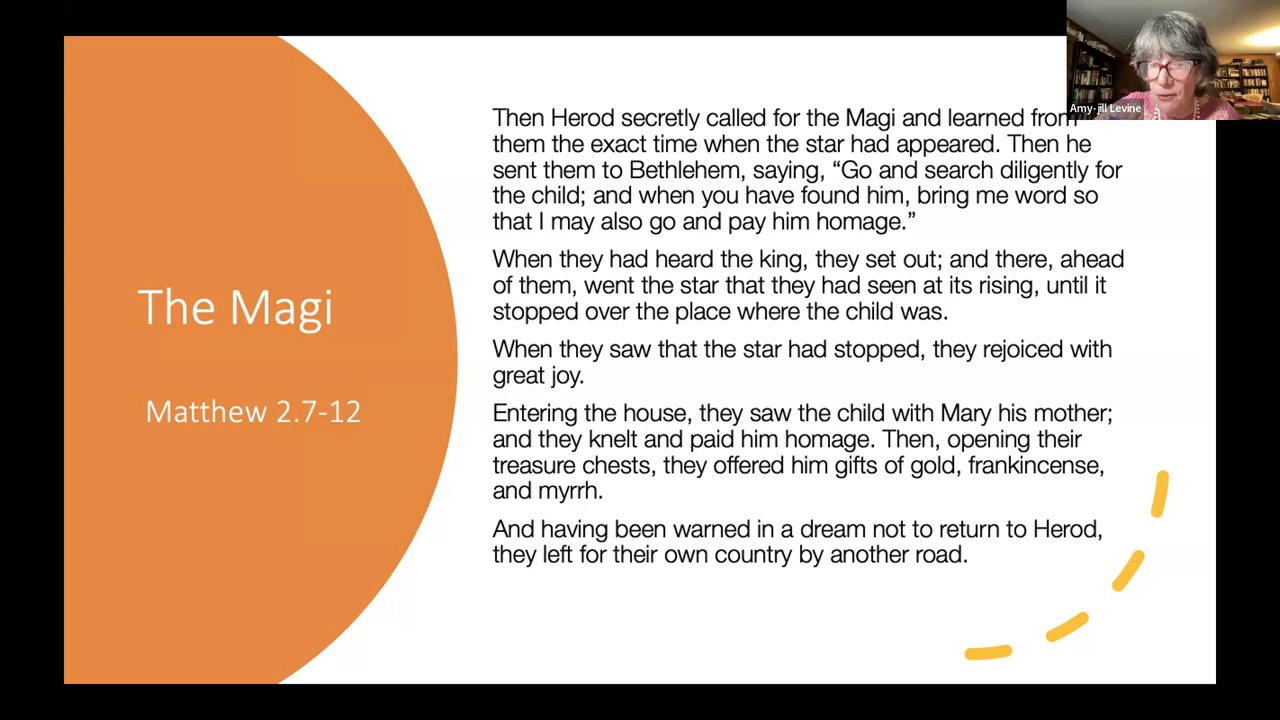 The Magi
Matthew 2.7-12
Then Herod secretly called for the Magi and learned from
them the exact time when the star had appeared. Then he
sent them to Bethlehem, saying, “Go and search diligently for
the child; and when you have found him, bring me word so
that I may also go and pay him homage.”
When they had heard the king, they set out; and there, ahead
of them, went the star that they had seen at its rising, until it
stopped over the place where the child was.
When they saw that the star had stopped, they rejoiced with
great joy.
Entering the house, they saw the child with Mary his mother;
and they knelt and paid him homage. Then, opening their
treasure chests, they offered him gifts of gold, frankincense,
and myrrh.
And having been warned in a dream not to return to Herod,
they left for their own country by another road.
Amy-jill Levine